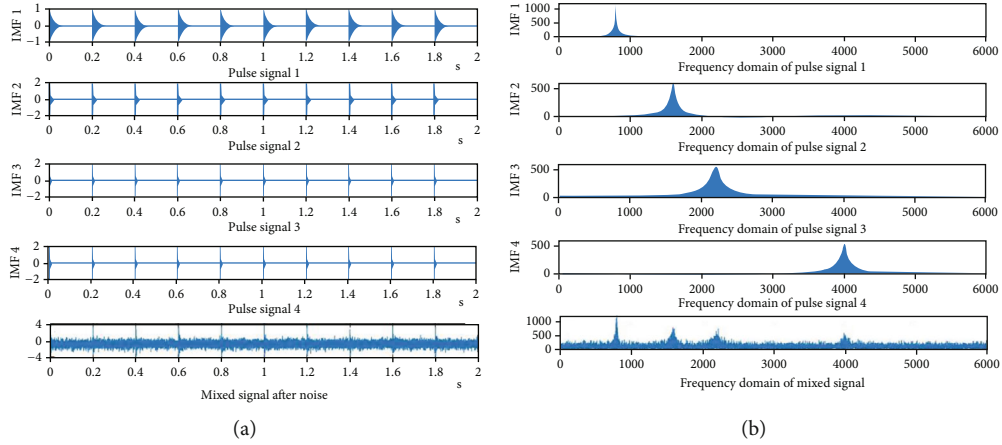 IMF 1
1
0
−1
0 0.2 0.4 0.6 0.8 1 1.2 1.4 1.6 1.8 2
Pulse signal 1
s
IMF 2
2
0
−2
0 0.2 0.4 0.6 0.8 1 1.2 1.4 1.6 1.8 2
Pulse signal 2
s
IMF 3
2
0
−2
0 0.2 0.4 0.6 0.8 1 1.2 1.4 1.6 1.8 2
Pulse signal 3
s
IMF 4
2
0
−2
0 0.2 0.4 0.6 0.8 1 1.2 1.4 1.6 1.8 2
Pulse signal 4
s
4
0
−4
0 0.2 0.4 0.6 0.8 1 1.2 1.4 1.6 1.8 2
s
Mixed signal after noise
(a)
IMF 1
1000
500
0
0 1000 2000 3000 4000 5000 6000
Frequency domain of pulse signal 1
IMF 2
500
0
0 1000 2000 3000 4000 5000 6000
Frequency domain of pulse signal 2
IMF 3
500
0
0 1000 2000 3000 4000 5000 6000
Frequency domain of pulse signal 3
IMF 4
500
0
0 1000 2000 3000 4000 5000 6000
Frequency domain of pulse signal 4
1000
500
0
0 1000 2000 3000 4000 5000 6000
Frequency domain of mixed signal
(b)